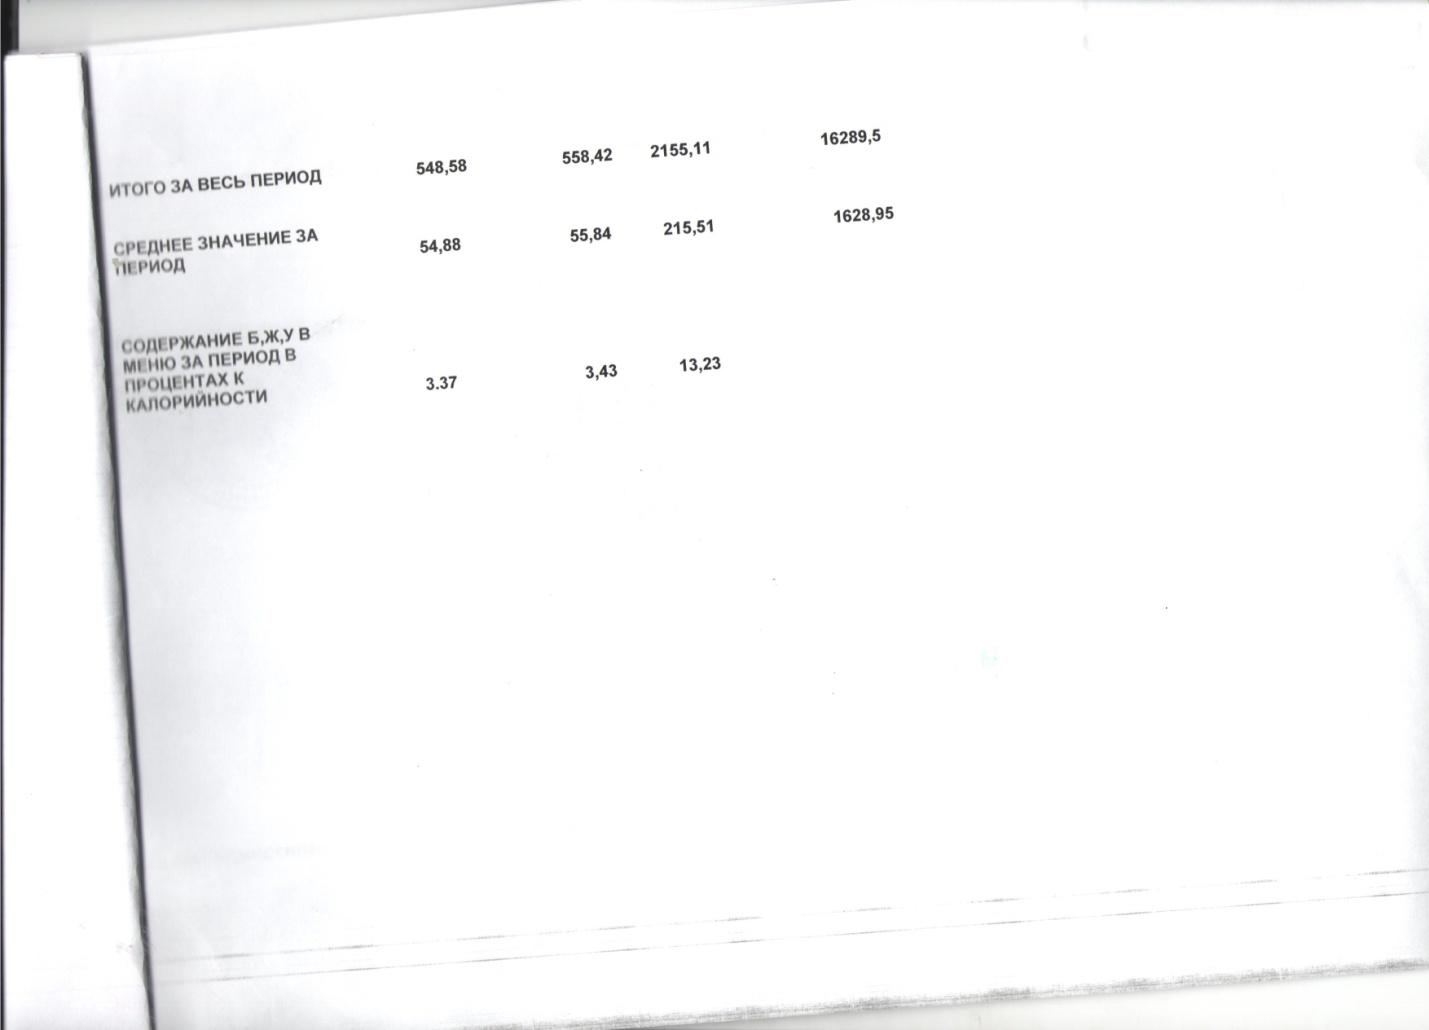 ИТОГО ЗА ВЕСЬ ПЕРИОД 548,58 558,42 2155,11 16289,5
СРЕДНЕЕ ЗНАЧЕНИЕ ЗА
ПЕРИОД 54,88 55,84 215,51 1628,95
СОДЕРЖАНИЕ Б,Ж,У В
МЕНЮ ЗА ПЕРИОД В
ПРОЦЕНТАХ К
КАЛОРИЙНОСТИ 3.37 3,43 13,23